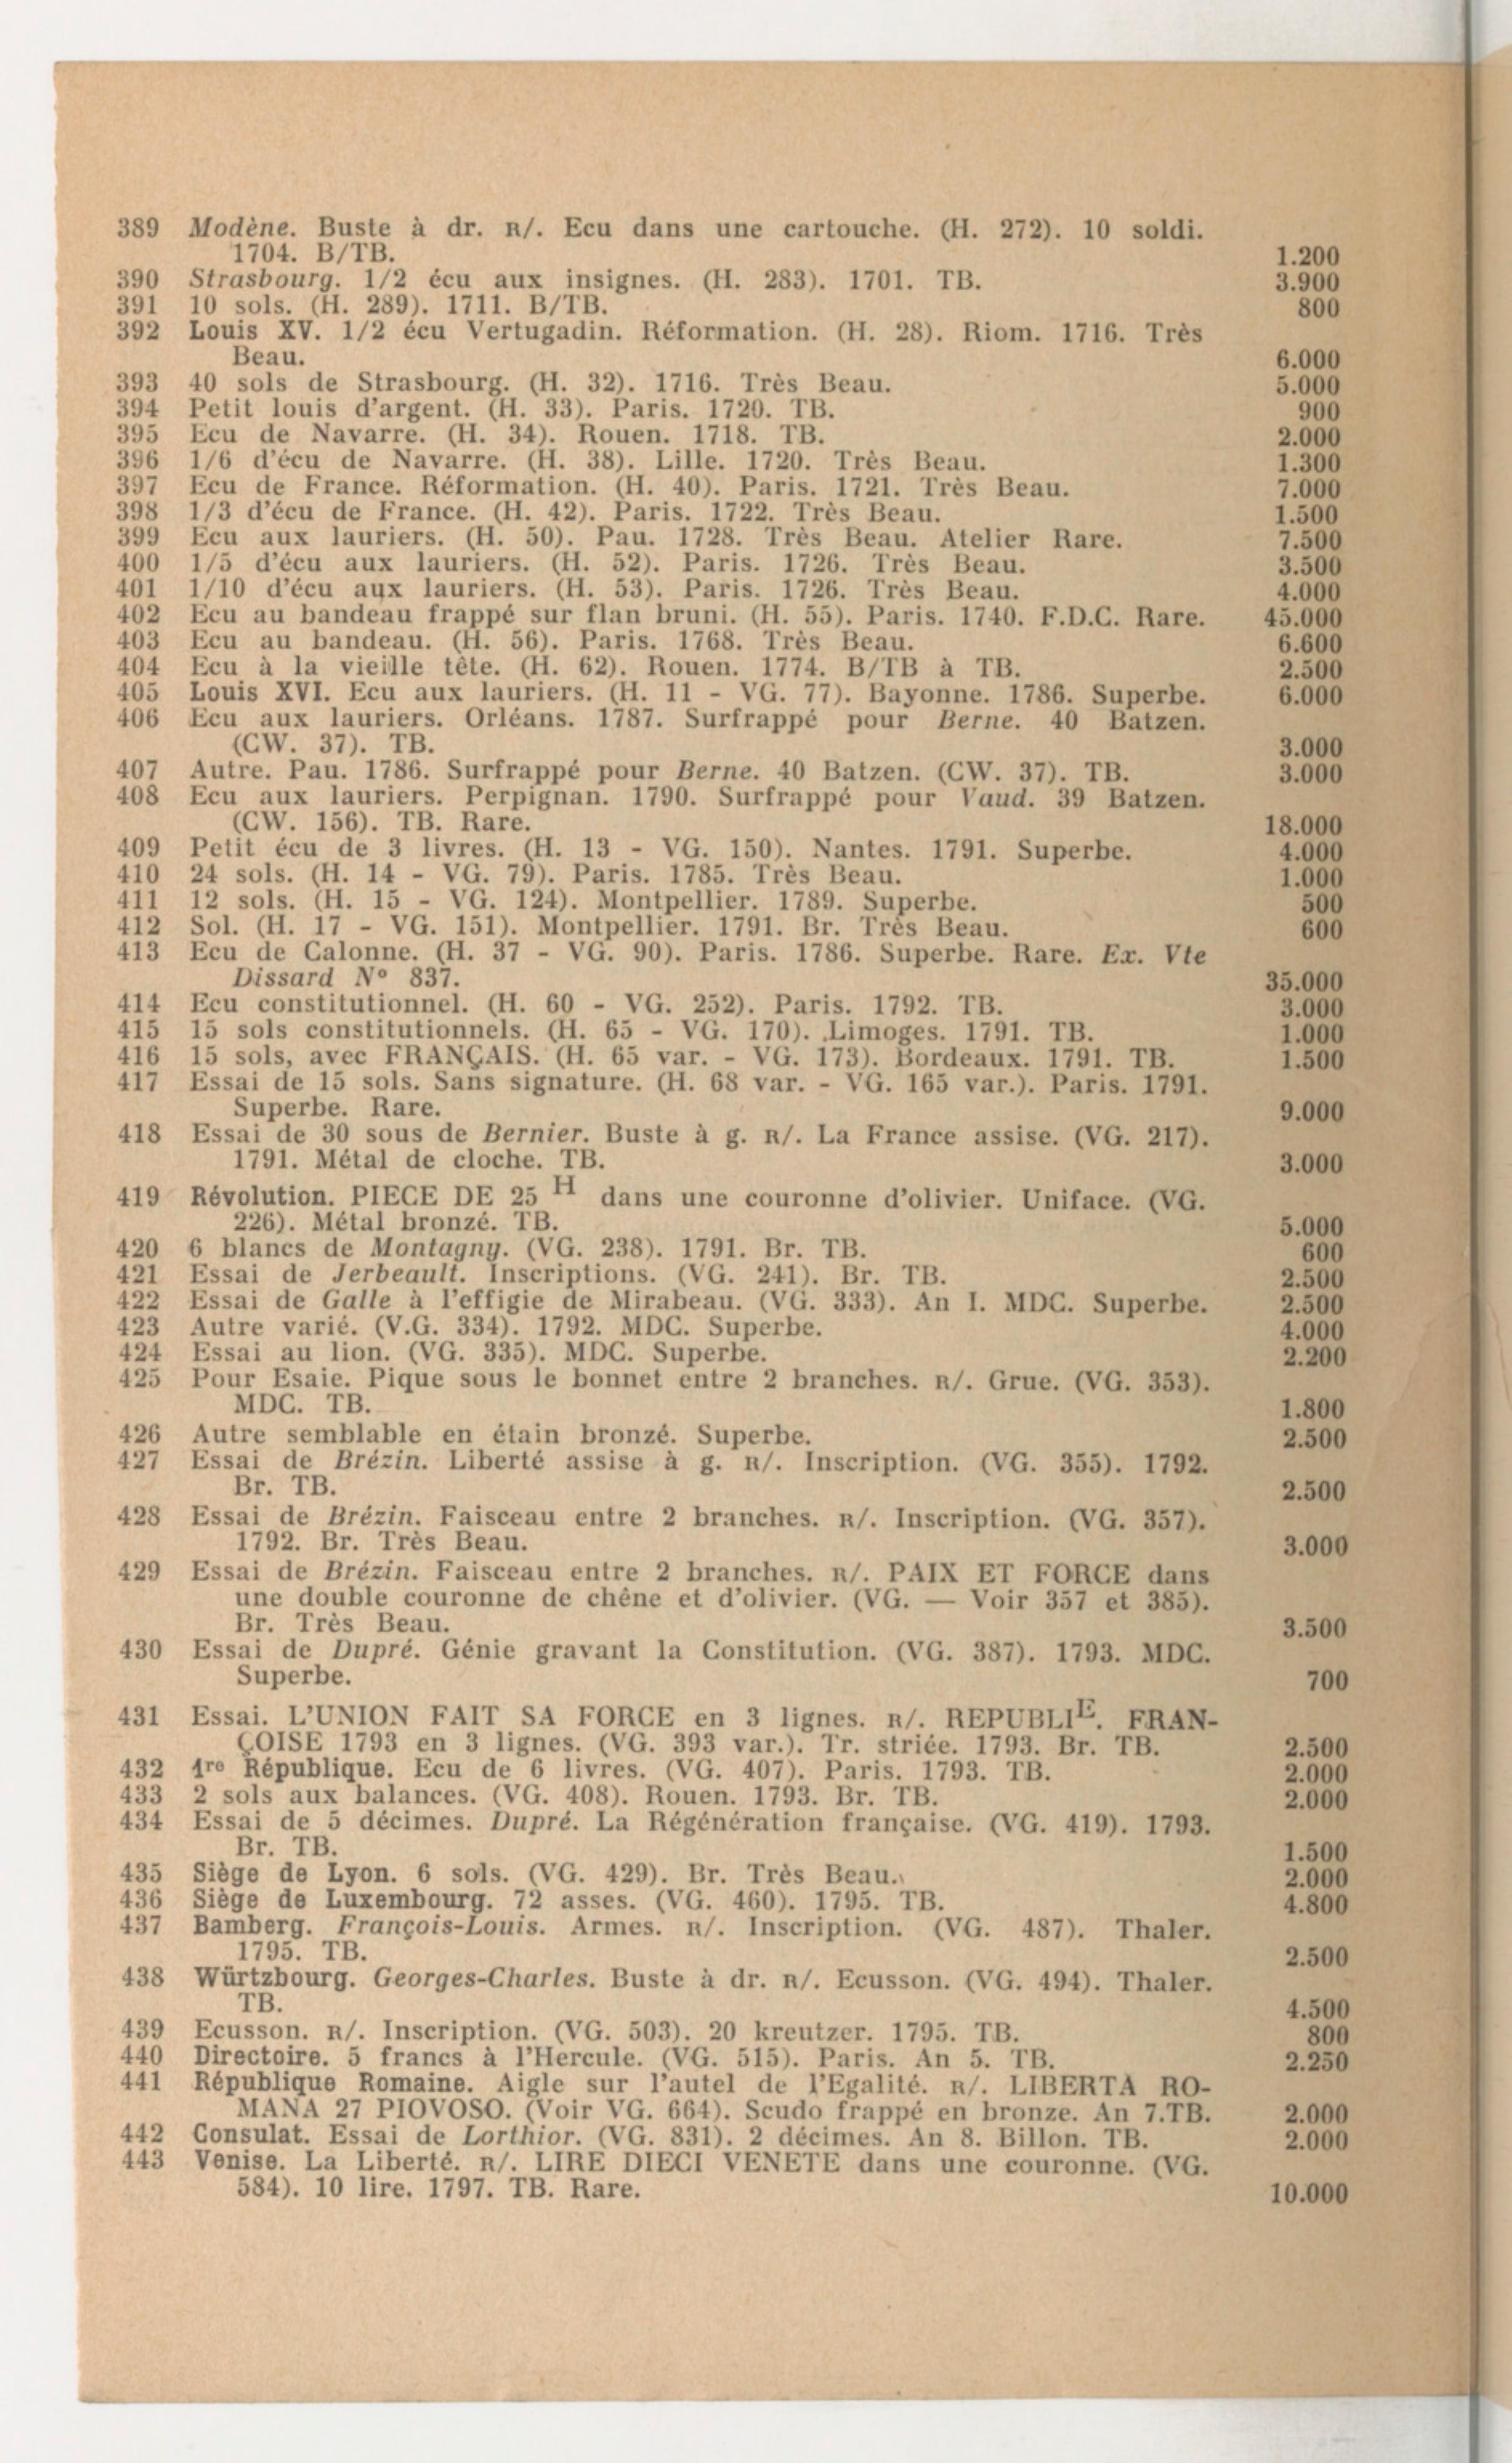 389 Modène. Buste à dr. R/. Ecu dans une cartouche. (H. 272). 10 soldi.
1704. B/TB. 1.200
390 Strasbourg. 1/2 écu aux insignes. (H. 283). 1701. TB. 3.900
391 10 sols. (H. 289). 1711. B/TB. 800
392 Louis XV. 1/2 écu Vertugadin. Réformation. (H. 28). Riom. 1716. Très
Beau. 6.000
393 40 sols de Strasbourg. (H. 32). 1716. Très Beau. 5.000
394 Petit louis d'argent. (H. 33). Paris. 1720. TB. 900
395 Ecu de Navarre. (H. 34). Rouen. 1718. TB. 2.000
396 1/6 d'écu de Navarre. (H. 38). Lille. 1720. Très Beau. 1.300
397 Ecu de France. Réformation. (H. 40). Paris. 1721. Très Beau. 7.000
398 1/3 d'écu de France. (H. 42). Paris. 1722. Très Beau. 1.500
399 Ecu aux lauriers. (H. 50). Pau. 1728. Très Beau. Atelier Rare. 7.500
400 1/5 d'écu aux lauriers. (H. 52). Paris. 1726. Très Beau. 3.500
401 1/10 d'écu aux lauriers. (H. 53). Paris. 1726. Très Beau. 4.000
402 Ecu au bandeau frappé sur flan bruni. (H. 55). Paris. 1740. F.D.C. Rare. 45.000
403 Ecu au bandeau. (H. 56). Paris. 1768. Très Beau. 6.600
404 Ecu à la vieille tête. (H. 62). Rouen. 1774. B/TB à TB. 2.500
405 Louis XVI. Ecu aux lauriers. (H. 11 - VG. 77). Bayonne. 1786. Superbe. 6.000
406 Ecu aux lauriers. Orléans. 1787. Surfrappé pour Berne. 40 Batzen.
(CW. 37). TB. 3.000
407 Autre. Pau. 1786. Surfrappé pour Berne. 40 Batzen. (CW. 37). TB. 3.000
408 Ecu aux lauriers. Perpignan. 1790. Surfrappé pour Vaud. 39 Batzen.
(CW. 156). TB. Rare. 18.000
409 Petit écu de 3 livres. (H. 13 - VG. 150). Nantes. 1791. Superbe. 4.000
410 24 sols. (H. 14 - VG. 79). Paris. 1785. Très Beau. 1.000
411 12 sols. (H. 15 - VG. 124). Montpellier. 1789. Superbe. 500
412 Sol. (H. 17 - VG. 151). Montpellier. 1791. Br. Très Beau. 600
413 Ecu de Calonne. (H. 37 - VG. 90). Paris. 1786. Superbe. Rare. Ex. Vte
Dissard N° 837. 35.000
414 Ecu constitutionnel. (H. 60 - VG. 252). Paris. 1792. TB. 3.000
415 15 sols constitutionnels. (H. 65 - VG. 170). Limoges. 1791. TB. 1.000
416 15 sols, avec FRANÇAIS. (H. 65 var. - VG. 173). Bordeaux. 1791. TB. 1.500
417 Essai de 15 sols. Sans signature. (H. 68 var. - VG. 165 var.). Paris. 1791.
Superbe. Rare. 9.000
418 Essai de 30 sous de Bernier. Buste à g. R/. La France assise. (VG. 217).
1791. Métal de cloche. TB. 3.000
419 Révolution. PIECE DE 25 H dans une couronne d'olivier. Uniface. (VG.
226). Métal bronzé. TB. 5.000
420 6 blancs de Montagny. (VG. 238). 1791. Br. TB. 600
421 Essai de Jerbeault. Inscriptions. (VG. 241). Br. TB. 2.500
422 Essai de Galle à l'effigie de Mirabeau. (VG. 333). An I. MDC. Superbe. 2.500
423 Autre varié. (V.G. 334). 1792. MDC. Superbe. 4.000
424 Essai au lion. (VG. 335). MDC. Superbe. 2.200
425 Pour Esaie. Pique sous le bonnet entre 2 branches. R/. Grue. (VG. 353).
MDC. TB. 1.800
426 Autre semblable en étain bronzé. Superbe. 2.500
427 Essai de Brézin. Liberté assise à g. R/. Inscription. (VG. 355). 1792.
Br. TB. 2.500
428 Essai de Brézin. Faisceau entre 2 branches. R/. Inscription. (VG. 357).
1792. Br. Très Beau. 3.000
429 Essai de Brézin. Faisceau entre 2 branches. R/. PAIX ET FORCE dans
une double couronne de chêne et d'olivier. (VG. — Voir 357 et 385).
Br. Très Beau. 3.500
430 Essai de Dupré. Génie gravant la Constitution. (VG. 387). 1793. MDC.
Superbe. 700
431 Essai. L'UNION FAIT SA FORCE en 3 lignes. R/. REPUBLIE. FRAN-
ÇOISE 1793 en 3 lignes. (VG. 393 var.). Tr. striée. 1793. Br. TB. 2.500
432 1re République. Ecu de 6 livres. (VG. 407). Paris. 1793. TB. 2.000
433 2 sols aux balances. (VG. 408). Rouen. 1793. Br. TB. 2.000
434 Essai de 5 décimes. Dupré. La Régénération française. (VG. 419). 1793.
Br. TB. 1.500
435 Siège de Lyon. 6 sols. (VG. 429). Br. Très Beau. 2.000
436 Siège de Luxembourg. 72 asses. (VG. 460). 1795. TB. 4.800
437 Bamberg. François-Louis. Armes. R/. Inscription. (VG. 487). Thaler.
1795. TB. 2.500
438 Würtzbourg. Georges-Charles. Buste à dr. R/. Ecusson. (VG. 494). Thaler.
TB. 4.500
439 Ecusson. R/. Inscription. (VG. 503). 20 kreutzer. 1795. TB. 800
440 Directoire. 5 francs à l'Hercule. (VG. 515). Paris. An 5. TB. 2.250
441 République Romaine. Aigle sur l'autel de l'Egalité. R/. LIBERTA RO-
MANA 27 PIOVOSO. (Voir VG. 664). Scudo frappé en bronze. An 7.TB. 2.000
442 Consulat. Essai de Lorthior. (VG. 831). 2 décimes. An 8. Billon. TB. 2.000
443 Venise. La Liberté. R/. LIRE DIECI VENETE dans une couronne. (VG.
584). 10 lire. 1797. TB. Rare. 10.000